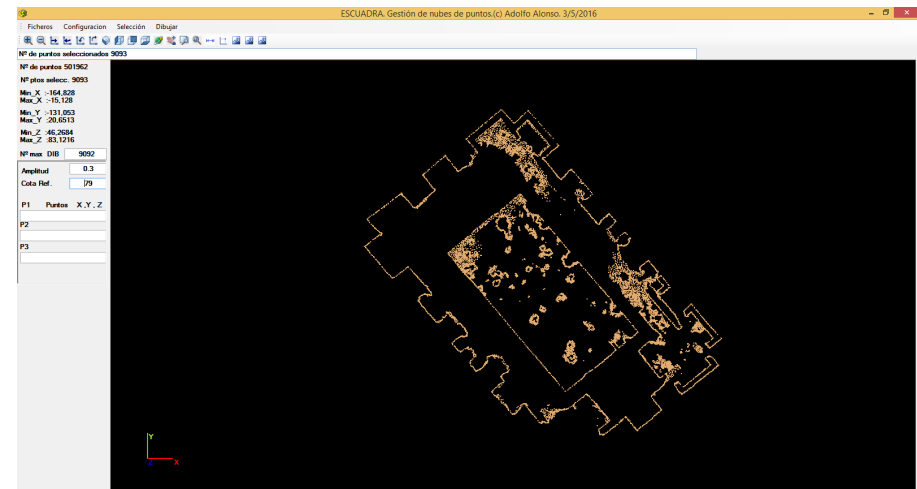 ESCUADRA. Gestión de nubes de puntos.(c) Adolfo Alonso. 3/5/2016
Ficheros Configuracion Selección Dibujar
Nº de puntos seleccionados 9093
Nº de puntos 501962
Nº ptos selecc. 9093
Min_X :-164,828
Max_X :-15,128
Min_Y :-131,053
Max_Y :20,6513
Min_Z :46,2684
Max_Z :83,1216
Nº max DIB 9092
Amplitud 0.3
Cota Ref. 79
P1 Puntos X ,Y , Z
P2
P3
Y
Z X